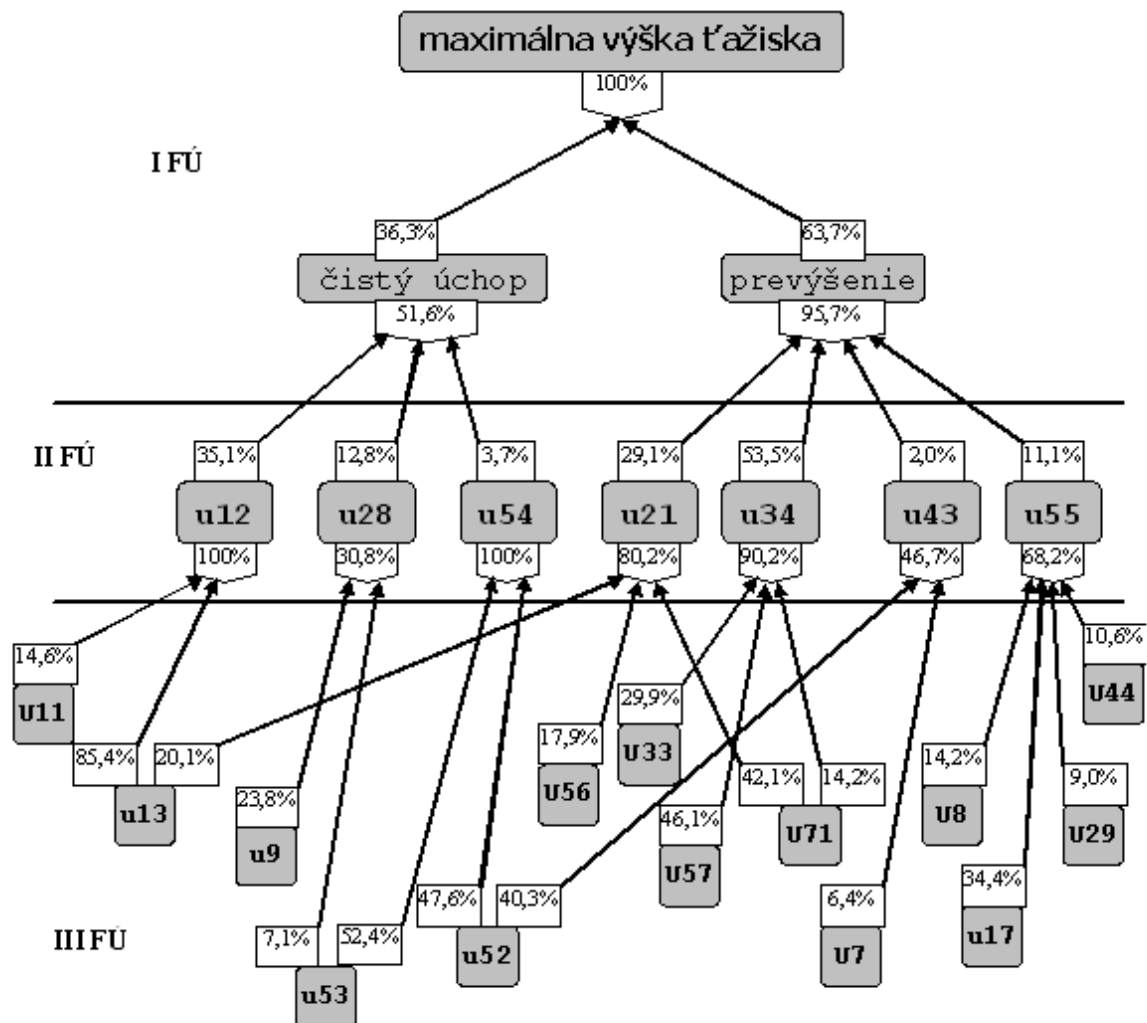 maximálna výška ťažiska
100%
I FÚ
36,3%
63,7%
čistý úchop
prevýšenie
51,6%
95,7%
II FÚ
35,1%
12,8%
3,7%
29,1%
53,5%
2,0%
11,1%
u12
u28
u54
u21
u34
u43
u55
100%
30,8%
100%
80,2%
90,2%
46,7%
68,2%
14,6%
U11
10,6%
U44
29,9%
U33
85,4%
20,1%
u13
17,9%
U56
42,1%
14,2%
U71
14,2%
U8
9,0%
U29
23,8%
u9
46,1%
U57
47,6%
40,3%
u52
6,4%
U7
34,4%
u17
III FÚ
7,1%
52,4%
u53